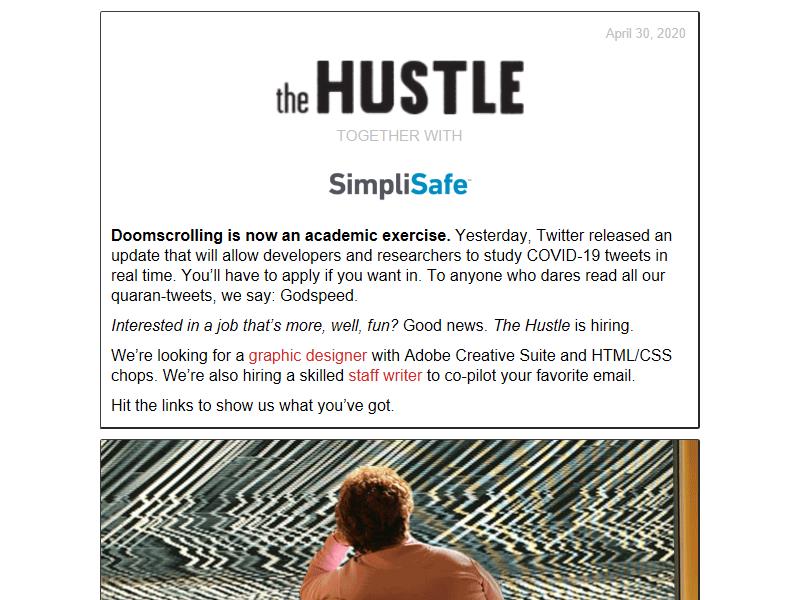 April 30, 2020
the HUSTLE
TOGETHER WITH
SimpliSafe
Doomscrolling is now an academic exercise. Yesterday, Twitter released an
update that will allow developers and researchers to study COVID-19 tweets in
real time. You’ll have to apply if you want in. To anyone who dares read all our
quaran-tweets, we say: Godspeed.
Interested in a job that’s more, well, fun? Good news. The Hustle is hiring.
We’re looking for a graphic designer with Adobe Creative Suite and HTML/CSS
chops. We’re also hiring a skilled staff writer to co-pilot your favorite email.
Hit the links to show us what you’ve got.